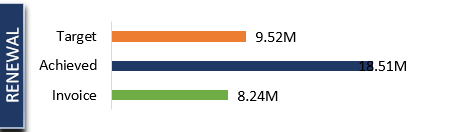 RENEWAL
Target 9.52M
Achieved 18.51M
Invoice 8.24M